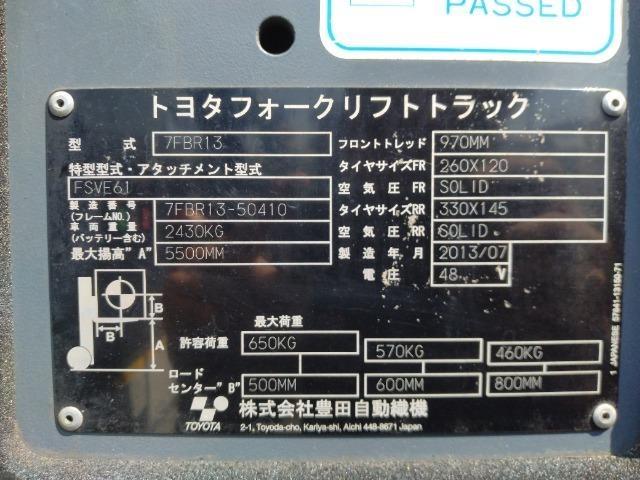 PASSED
トヨタフォークリフトトラック
型 式 7FBR13 フロントトレッド 970MM
特型型式・アタッチメント型式 タイヤサイズFR 260X120
FSVE61 空気圧FR SOLID
製造番号 (フレームNO.) 7FBR13-50410 タイヤサイズRR 330X145
車両重量 (バッテリー含む) 2430KG 空気圧RR SOLID
最大揚高"A" 5500MM 製造年月 2013/07
電圧 48 V
B
B A
最大荷重
許容荷重 650KG 570KG 460KG
ロード
センター"B" 500MM 600MM 800MM
TOYOTA 株式会社豊田自動織機
2-1, Toyoda-cho, Kariya-shi, Aichi 448-8671 Japan
1 JAPANESE 57941-13150-71